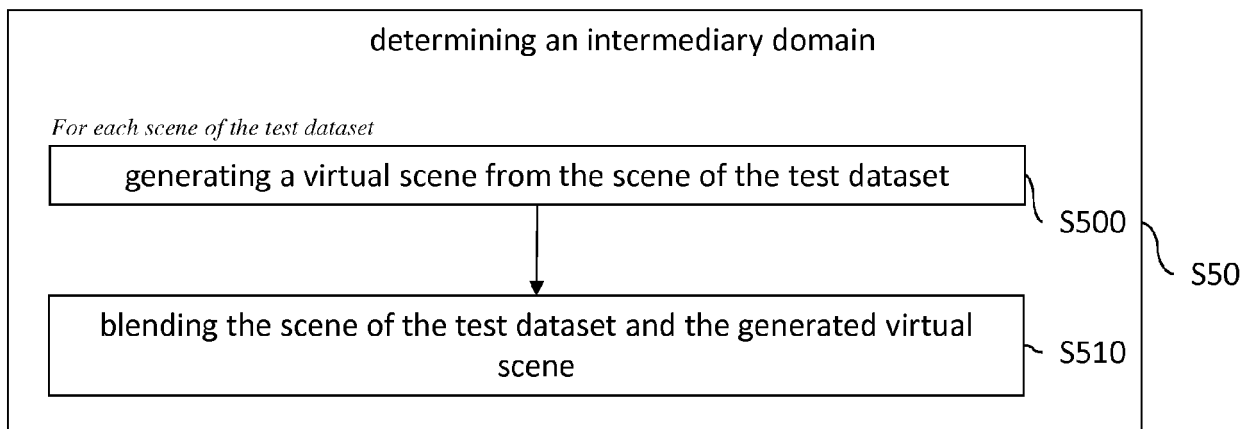 determining an intermediary domain
For each scene of the test dataset
generating a virtual scene from the scene of the test dataset
S500
S50
blending the scene of the test dataset and the generated virtual
scene
S510